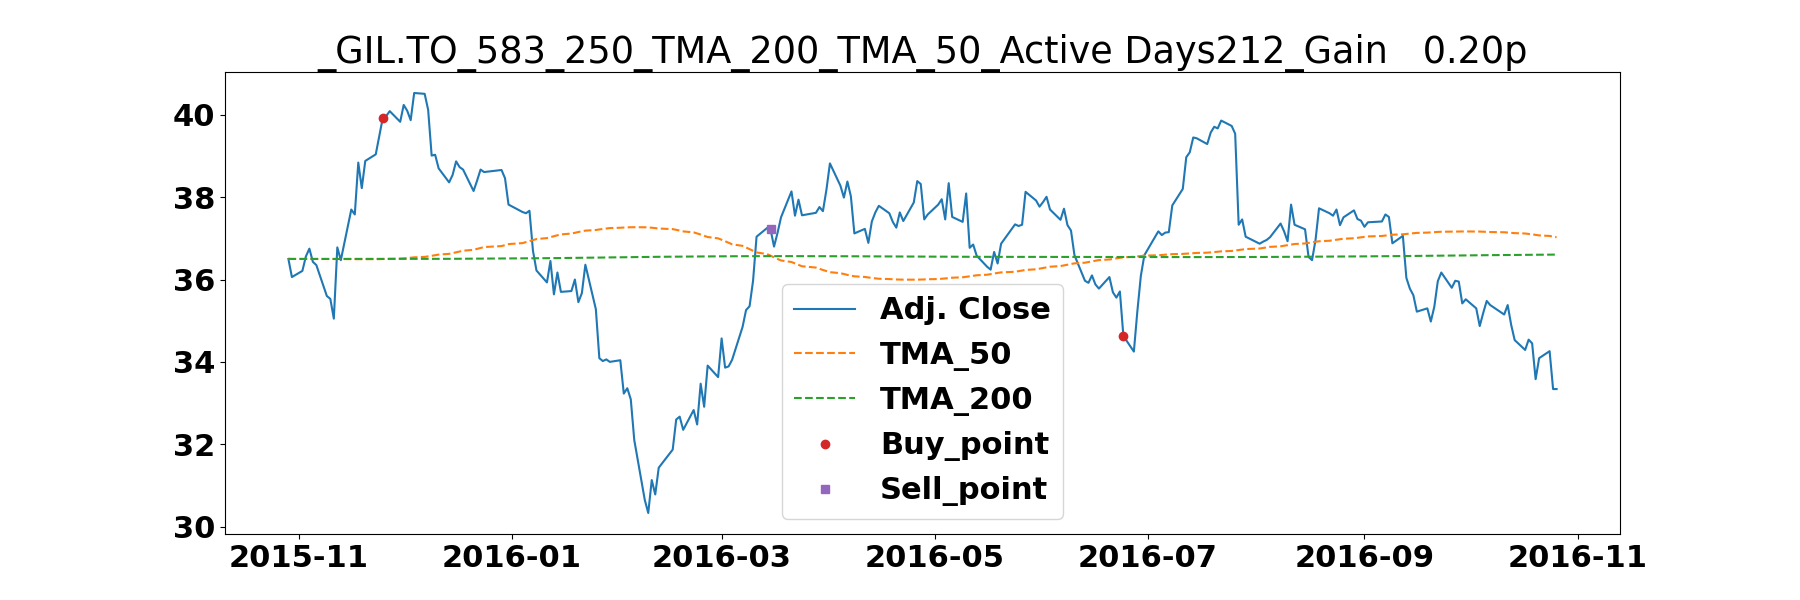 _GIL.TO_583_250_TMA_200_TMA_50_Active Days212_Gain   0.20p
40
38
36
34
32
30
Adj. Close
TMA_50
TMA_200
Buy_point
Sell_point
2015-11 2016-01 2016-03 2016-05 2016-07 2016-09 2016-11